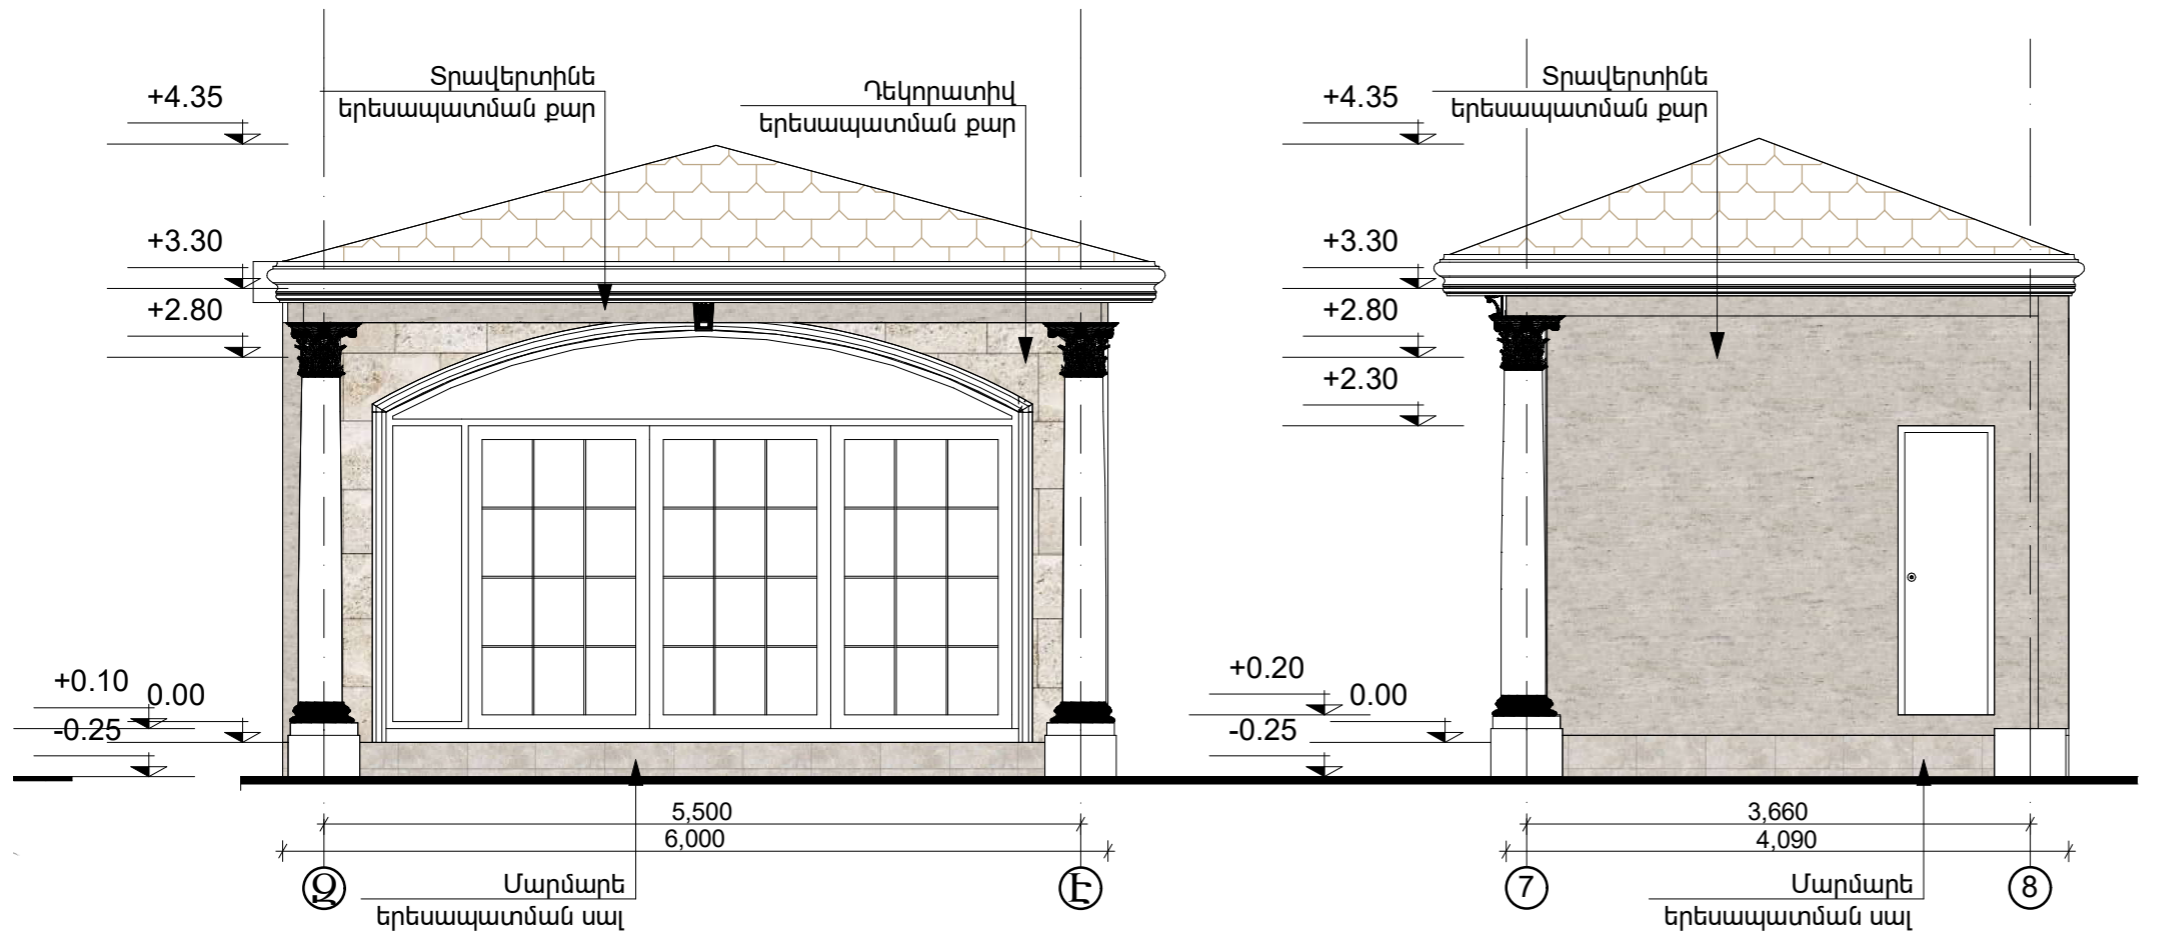 Տրավերտինե
երեսապատման քար
Դեկորատիվ
երեսապատման քար
+4.35
+3.30
+2.80
+0.10
0.00
-0.25
5,500
6,000
Զ
Է
Մարմարե
երեսապատման սալ
Տրավերտինե
երեսապատման քար
+4.35
+3.30
+2.80
+2.30
+0.20
0.00
-0.25
3,660
4,090
7
8
Մարմարե
երեսապատման սալ